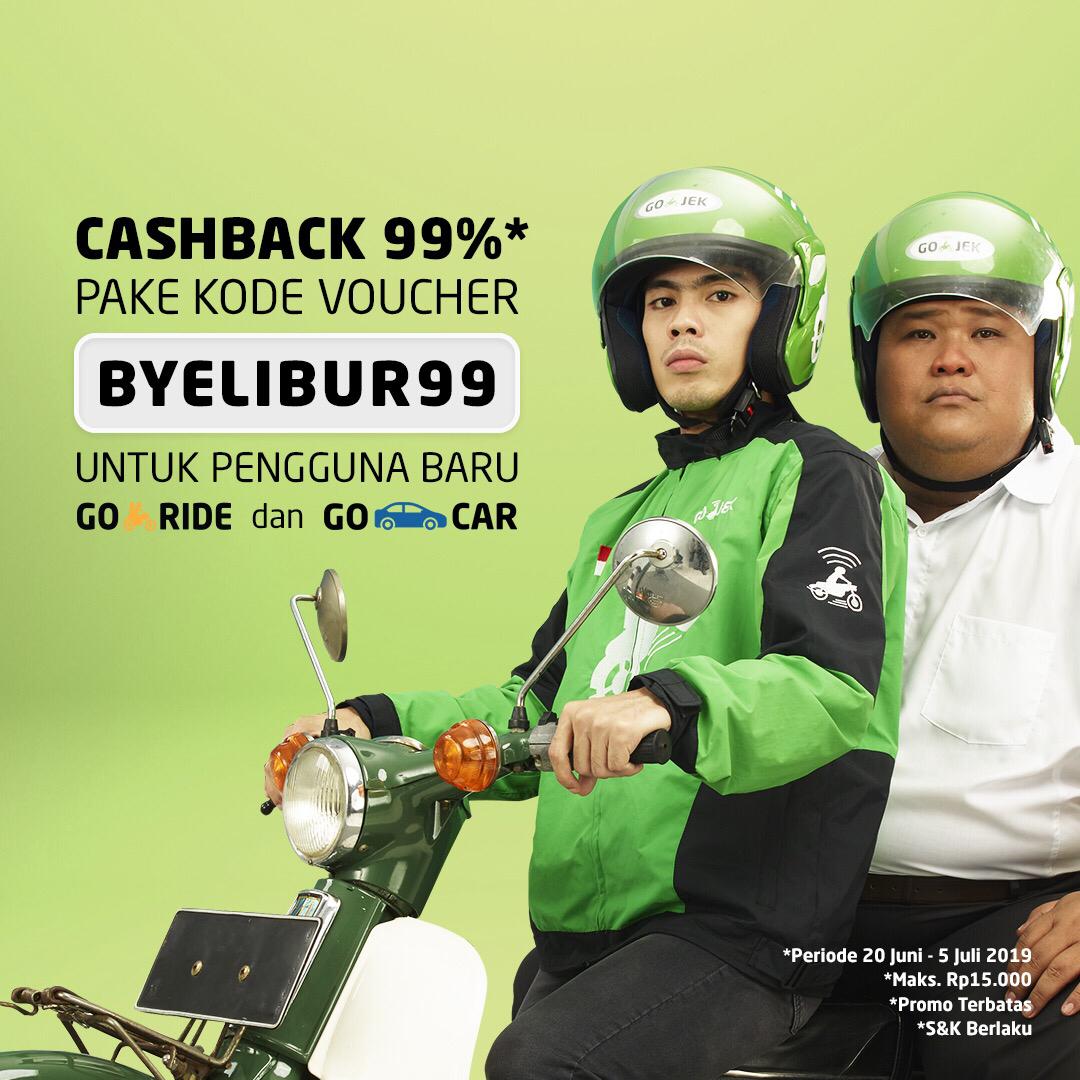 CASHBACK 99%*
PAKE KODE VOUCHER
BYELIBUR99
UNTUK PENGGUNA BARU
GO RIDE dan GO CAR
GO JEK
GO JEK
*Periode 20 Juni - 5 Juli 2019
*Maks. Rp15.000
*Promo Terbatas
*S&K Berlaku